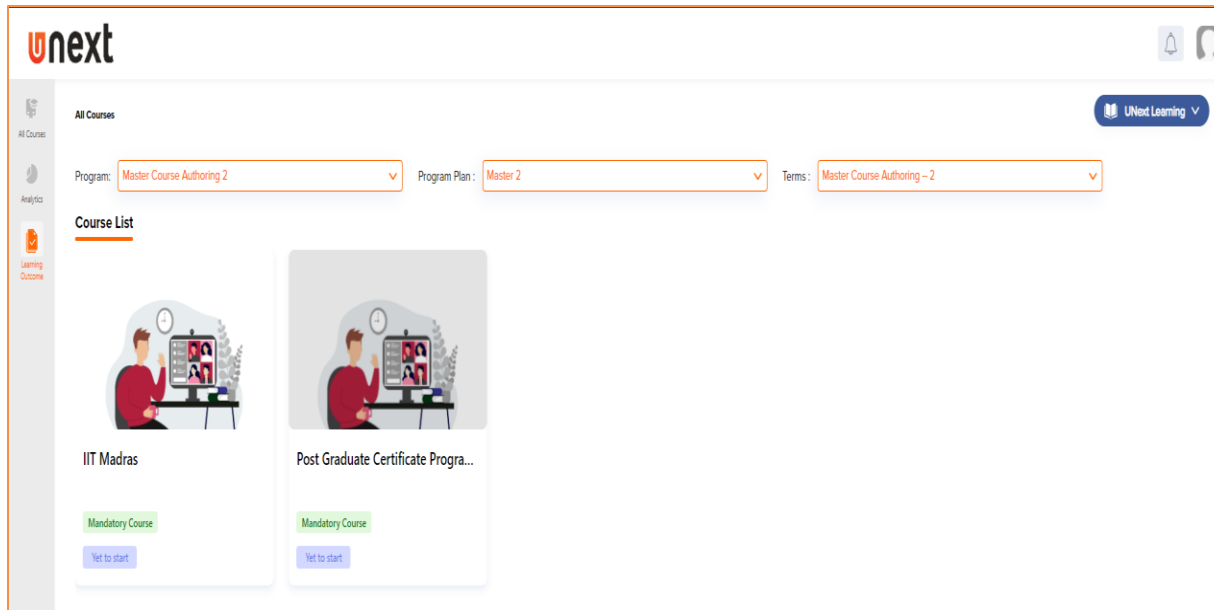 unext
All Courses
Analytics
Learning
Outcome
All Courses
UNext Learning
Program: Master Course Authoring 2
Program Plan : Master 2
Terms : Master Course Authoring – 2
Course List
IIT Madras
Post Graduate Certificate Progra...
Mandatory Course
Mandatory Course
Yet to start
Yet to start